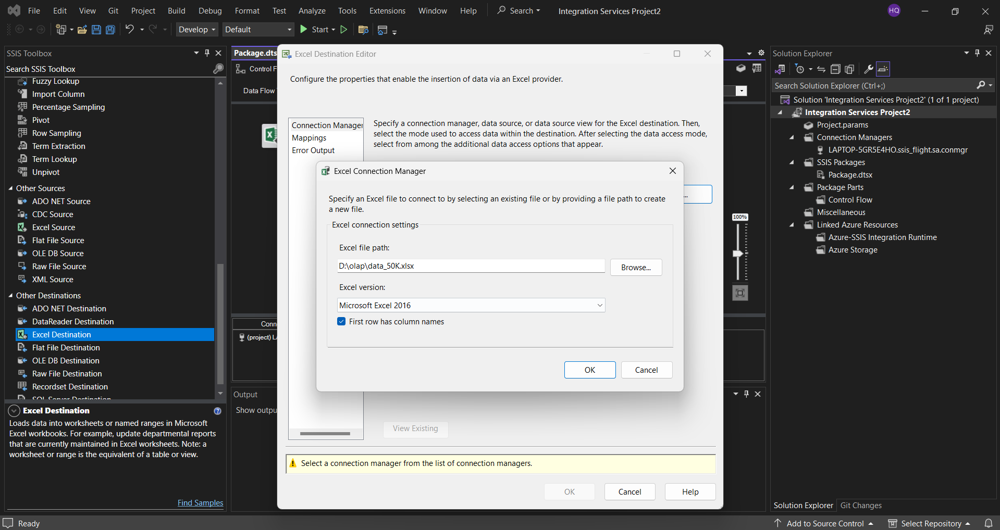 File Edit View Git Project Build Debug Format Test Analyze Tools Extensions Window Help Search Integration Services Project2 HQ
Develop Default Start
SSIS Toolbox
Search SSIS Toolbox
Fuzzy Lookup
Import Column
Percentage Sampling
Pivot
Row Sampling
Term Extraction
Term Lookup
Unpivot
Other Sources
ADO NET Source
CDC Source
Excel Source
Flat File Source
OLE DB Source
Raw File Source
XML Source
Other Destinations
ADO NET Destination
DataReader Destination
Excel Destination
Flat File Destination
OLE DB Destination
Raw File Destination
Recordset Destination
SQL Server Destination
Excel Destination
Loads data into worksheets or named ranges in Microsoft
Excel workbooks. For example, update departmental reports
that are currently maintained in Excel worksheets. Note: a
worksheet or range is the equivalent of a table or view.
Find Samples
Package.dts
Control F
Data Flow
Conn
(project) LA
Output
Show outpu
100%
Excel Destination Editor
Configure the properties that enable the insertion of data via an Excel provider.
Connection Manager
Mappings
Error Output
Specify a connection manager, data source, or data source view for the Excel destination. Then,
select the mode used to access data within the destination. After selecting the data access mode,
select from among the additional data access options that appear.
...
Excel Connection Manager
Specify an Excel file to connect to by selecting an existing file or by providing a file path to create
a new file.
Excel connection settings
Excel file path:
D:\olap\data_50K.xlsx
Browse...
Excel version:
Microsoft Excel 2016
First row has column names
OK Cancel
View Existing
Select a connection manager from the list of connection managers.
OK Cancel Help
Solution Explorer
Search Solution Explorer (Ctrl+;)
Solution 'Integration Services Project2' (1 of 1 project)
Integration Services Project2
Project.params
Connection Managers
LAPTOP-5GR5E4HO.ssis_flight.sa.conmgr
SSIS Packages
Package.dtsx
Package Parts
Control Flow
Miscellaneous
Linked Azure Resources
Azure-SSIS Integration Runtime
Azure Storage
Solution Explorer Git Changes
Ready Add to Source Control Select Repository